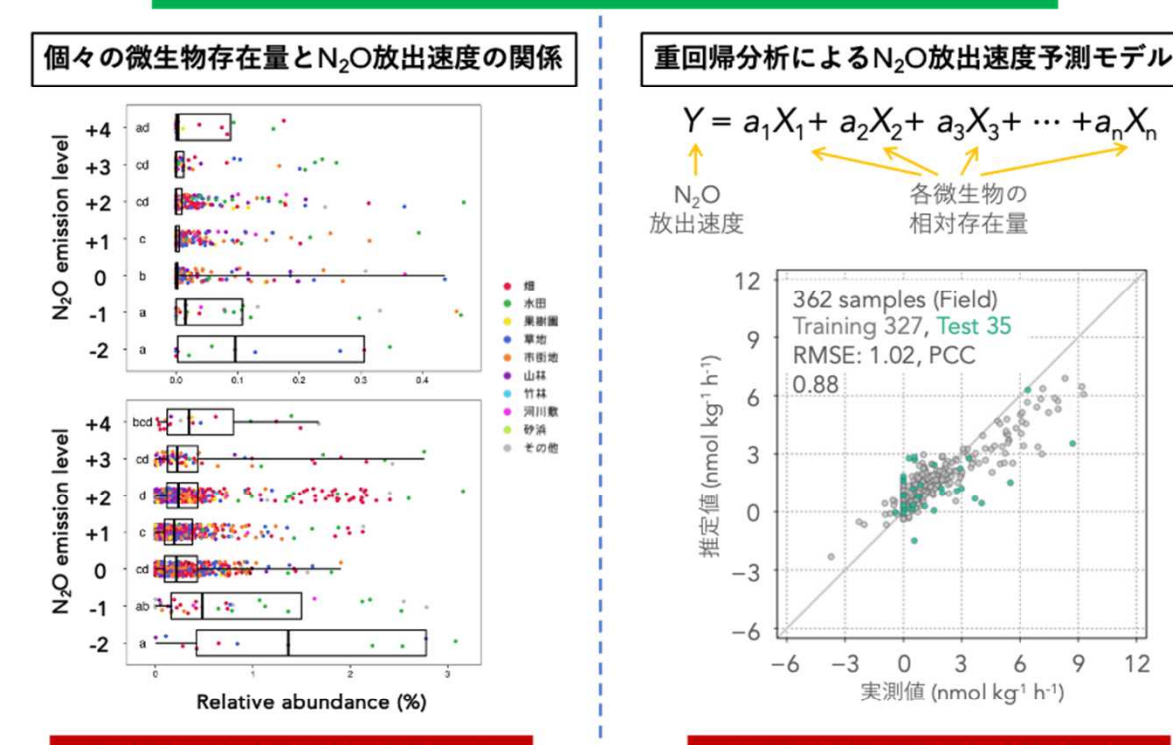 個々の微生物存在量とN₂O放出速度の関係
N₂O emission level
+4 ad
+3 cd
+2 cd
+1 c
0 b
-1 a
-2 a
0.0 0.1 0.2 0.3 0.4
畑
水田
果樹園
草地
市街地
山林
竹林
河川敷
砂浜
その他
N₂O emission level
+4 bcd
+3 cd
+2 d
+1 c
0 cd
-1 ab
-2 a
0 1 2 3
Relative abundance (%)
重回帰分析によるN₂O放出速度予測モデル
Y = a₁X₁+ a₂X₂+ a₃X₃+ ⋯ +aₙXₙ
N₂O
放出速度
各微生物の
相対存在量
推定値 (nmol kg⁻¹ h⁻¹)
12
9
6
3
0
−3
−6
362 samples (Field)
Training 327, Test 35
RMSE: 1.02, PCC
0.88
−6 −3 0 3 6 9 12
実測値 (nmol kg⁻¹ h⁻¹)